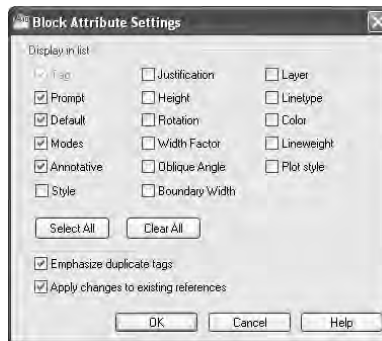 Block Attribute Settings
Display in list
Tag
Justification
Layer
Prompt
Height
Linetype
Default
Rotation
Color
Modes
Width Factor
Lineweight
Annotative
Oblique Angle
Plot style
Style
Boundary Width
Select All
Clear All
Emphasize duplicate tags
Apply changes to existing references
OK
Cancel
Help